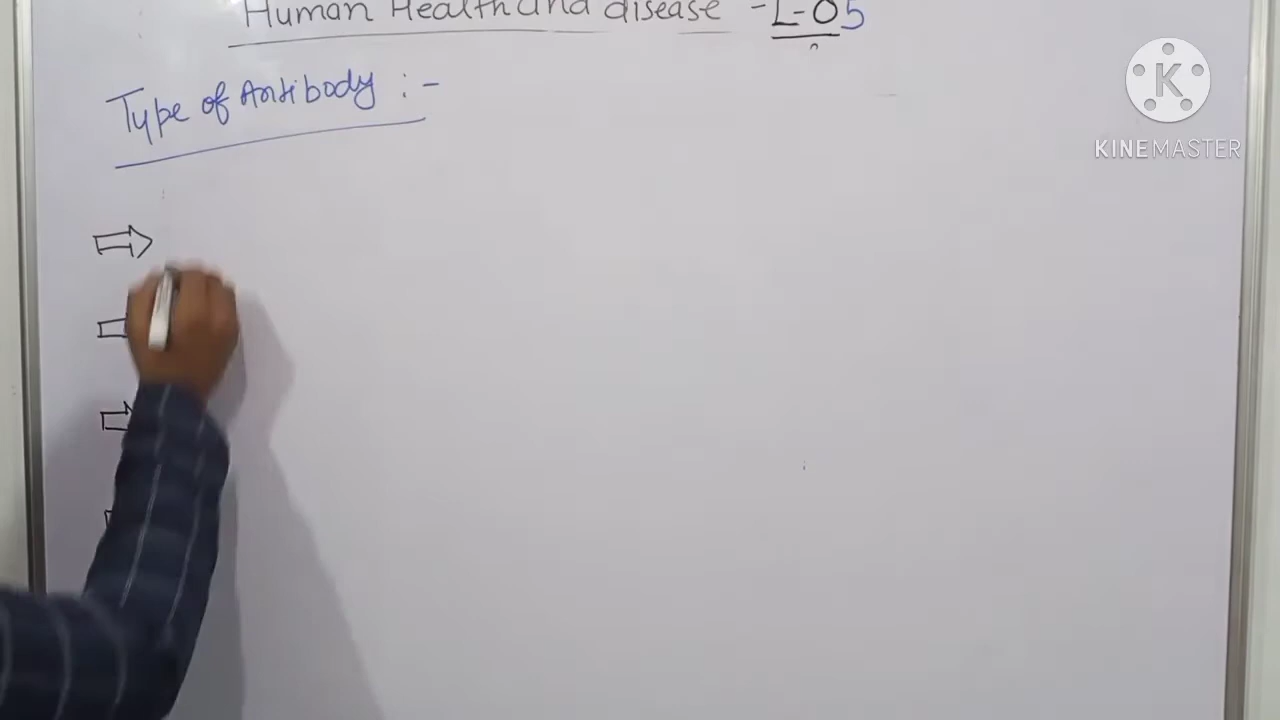 Human Health and disease - L-05
Type of Antibody :-
K
KINEMASTER